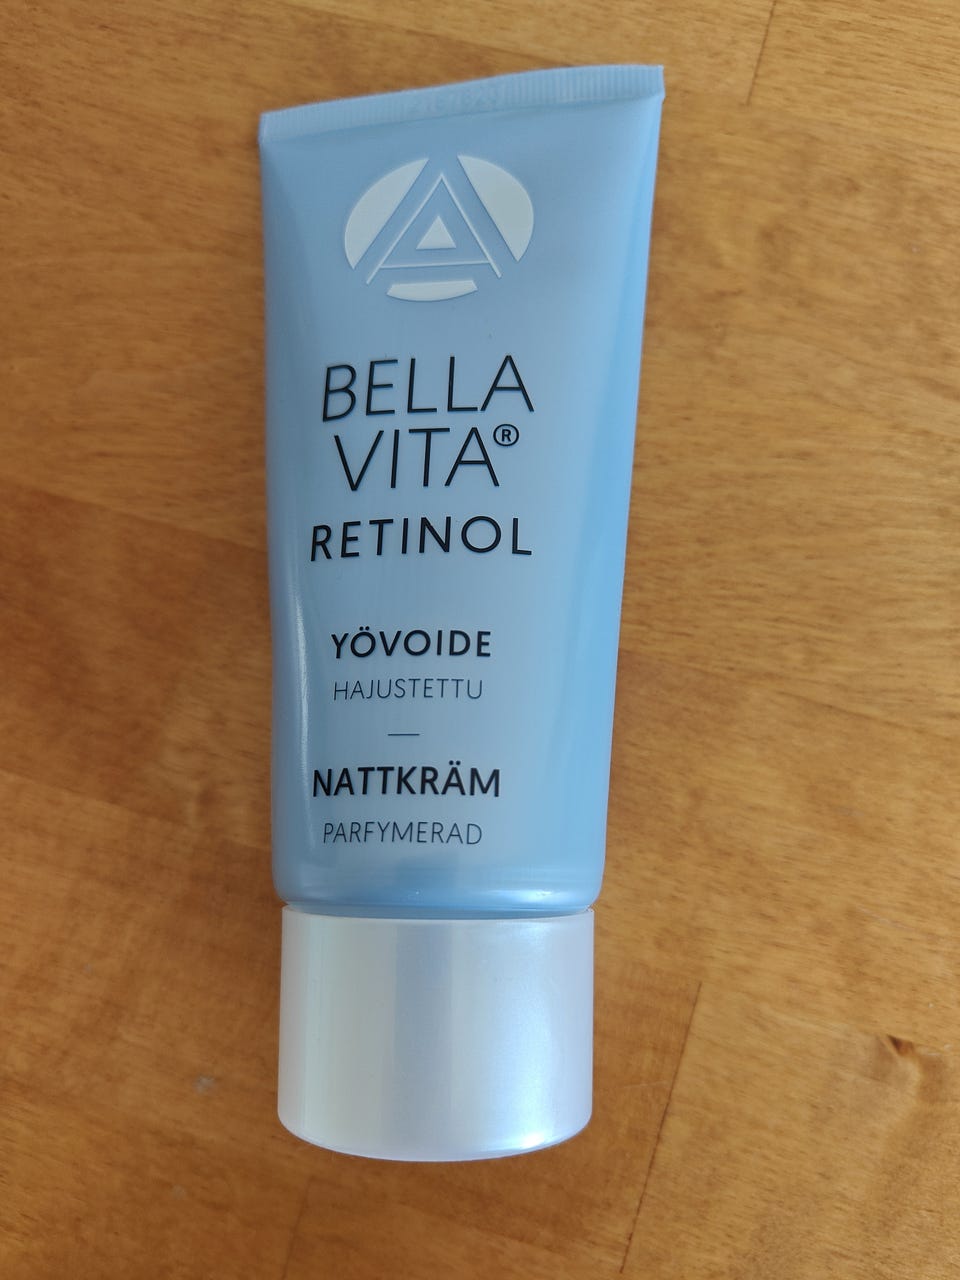 BELLA
VITA®
RETINOL
YÖVOIDE
HAJUSTETTU
—
NATTKRÄM
PARFYMERAD